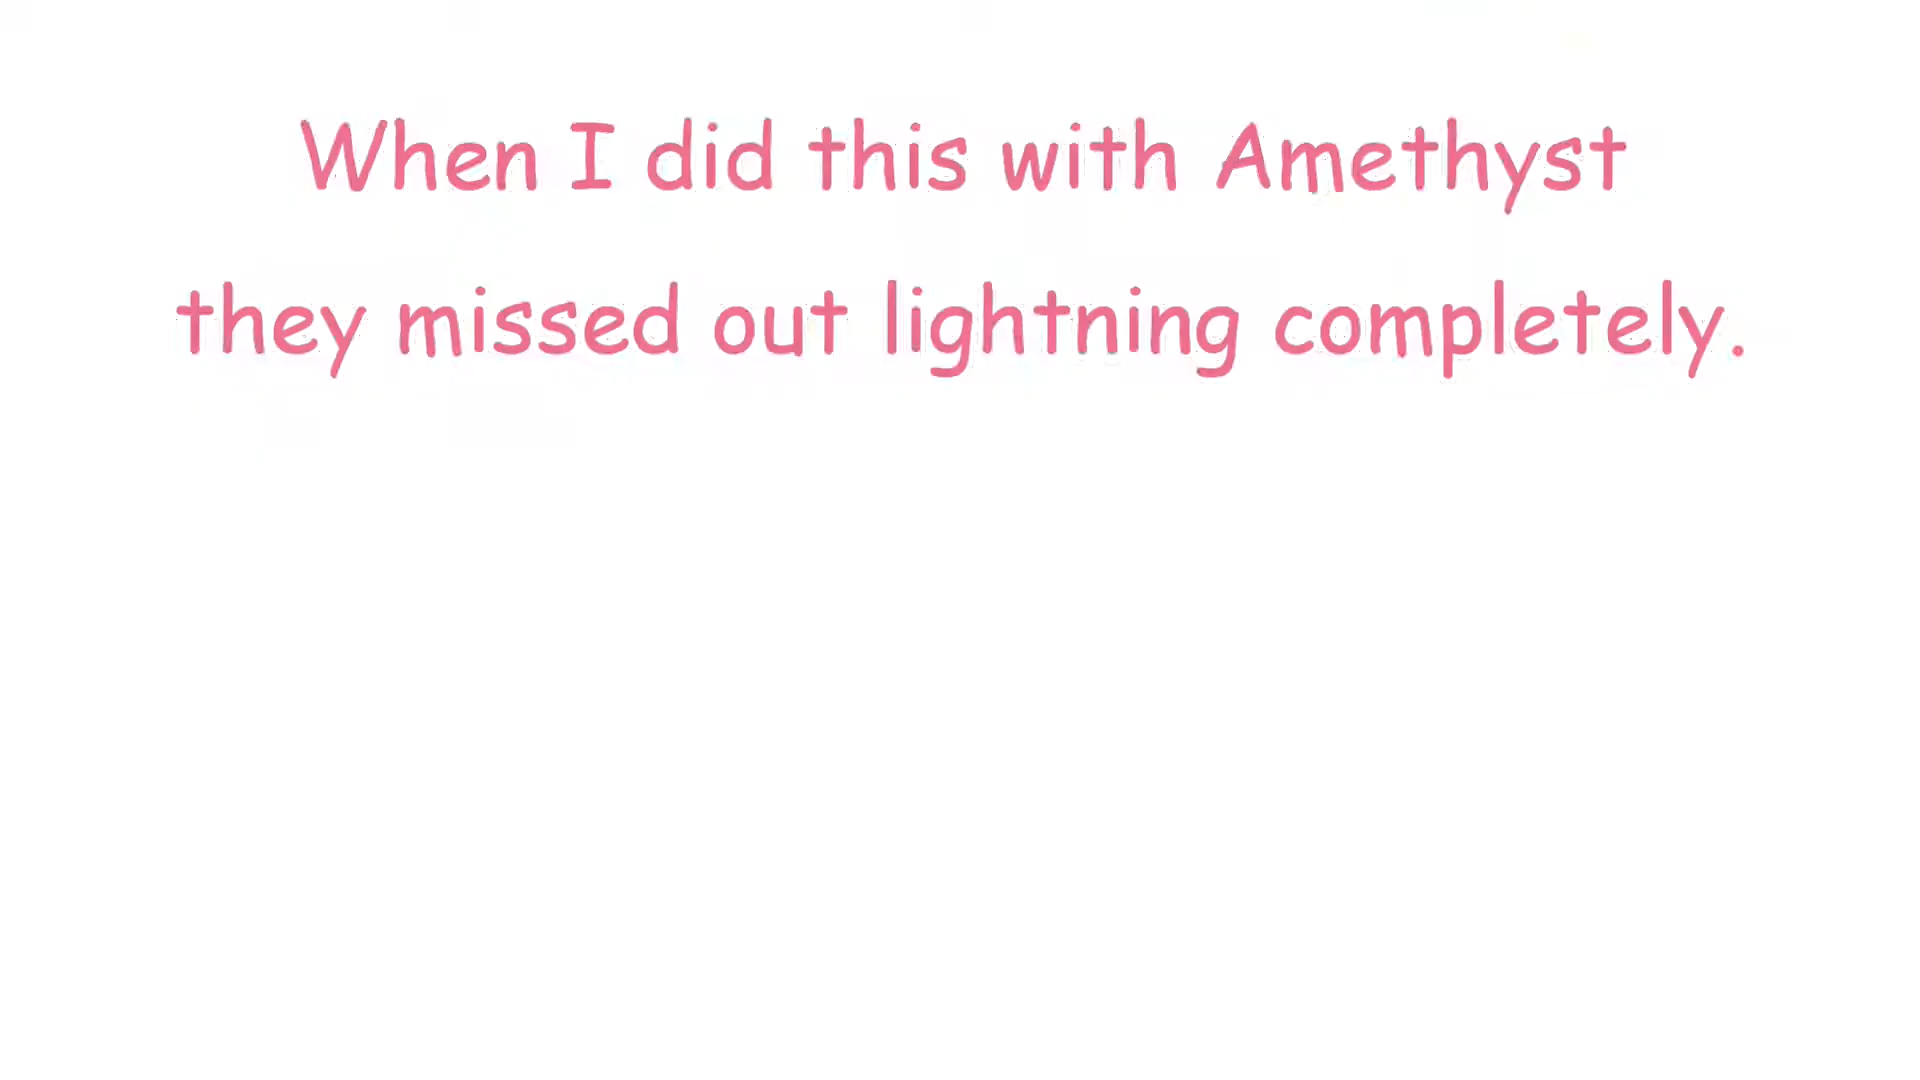 When I did this with Amethyst
they missed out lightning completely.